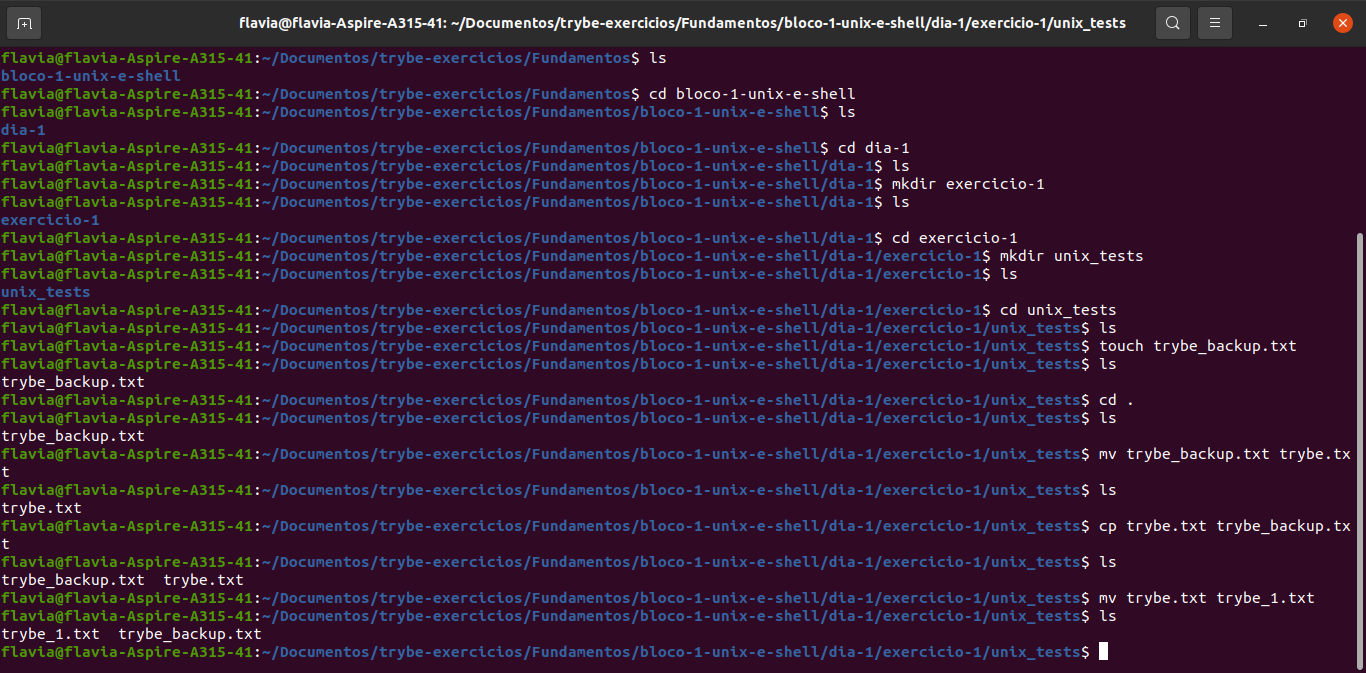 flavia@flavia-Aspire-A315-41: ~/Documentos/trybe-exercicios/Fundamentos/bloco-1-unix-e-shell/dia-1/exercicio-1/unix_tests
flavia@flavia-Aspire-A315-41:~/Documentos/trybe-exercicios/Fundamentos$ ls
bloco-1-unix-e-shell
flavia@flavia-Aspire-A315-41:~/Documentos/trybe-exercicios/Fundamentos$ cd bloco-1-unix-e-shell
flavia@flavia-Aspire-A315-41:~/Documentos/trybe-exercicios/Fundamentos/bloco-1-unix-e-shell$ ls
dia-1
flavia@flavia-Aspire-A315-41:~/Documentos/trybe-exercicios/Fundamentos/bloco-1-unix-e-shell$ cd dia-1
flavia@flavia-Aspire-A315-41:~/Documentos/trybe-exercicios/Fundamentos/bloco-1-unix-e-shell/dia-1$ ls
flavia@flavia-Aspire-A315-41:~/Documentos/trybe-exercicios/Fundamentos/bloco-1-unix-e-shell/dia-1$ mkdir exercicio-1
flavia@flavia-Aspire-A315-41:~/Documentos/trybe-exercicios/Fundamentos/bloco-1-unix-e-shell/dia-1$ ls
exercicio-1
flavia@flavia-Aspire-A315-41:~/Documentos/trybe-exercicios/Fundamentos/bloco-1-unix-e-shell/dia-1$ cd exercicio-1
flavia@flavia-Aspire-A315-41:~/Documentos/trybe-exercicios/Fundamentos/bloco-1-unix-e-shell/dia-1/exercicio-1$ mkdir unix_tests
flavia@flavia-Aspire-A315-41:~/Documentos/trybe-exercicios/Fundamentos/bloco-1-unix-e-shell/dia-1/exercicio-1$ ls
unix_tests
flavia@flavia-Aspire-A315-41:~/Documentos/trybe-exercicios/Fundamentos/bloco-1-unix-e-shell/dia-1/exercicio-1$ cd unix_tests
flavia@flavia-Aspire-A315-41:~/Documentos/trybe-exercicios/Fundamentos/bloco-1-unix-e-shell/dia-1/exercicio-1/unix_tests$ ls
flavia@flavia-Aspire-A315-41:~/Documentos/trybe-exercicios/Fundamentos/bloco-1-unix-e-shell/dia-1/exercicio-1/unix_tests$ touch trybe_backup.txt
flavia@flavia-Aspire-A315-41:~/Documentos/trybe-exercicios/Fundamentos/bloco-1-unix-e-shell/dia-1/exercicio-1/unix_tests$ ls
trybe_backup.txt
flavia@flavia-Aspire-A315-41:~/Documentos/trybe-exercicios/Fundamentos/bloco-1-unix-e-shell/dia-1/exercicio-1/unix_tests$ cd .
flavia@flavia-Aspire-A315-41:~/Documentos/trybe-exercicios/Fundamentos/bloco-1-unix-e-shell/dia-1/exercicio-1/unix_tests$ ls
trybe_backup.txt
flavia@flavia-Aspire-A315-41:~/Documentos/trybe-exercicios/Fundamentos/bloco-1-unix-e-shell/dia-1/exercicio-1/unix_tests$ mv trybe_backup.txt trybe.tx
t
flavia@flavia-Aspire-A315-41:~/Documentos/trybe-exercicios/Fundamentos/bloco-1-unix-e-shell/dia-1/exercicio-1/unix_tests$ ls
trybe.txt
flavia@flavia-Aspire-A315-41:~/Documentos/trybe-exercicios/Fundamentos/bloco-1-unix-e-shell/dia-1/exercicio-1/unix_tests$ cp trybe.txt trybe_backup.tx
t
flavia@flavia-Aspire-A315-41:~/Documentos/trybe-exercicios/Fundamentos/bloco-1-unix-e-shell/dia-1/exercicio-1/unix_tests$ ls
trybe_backup.txt  trybe.txt
flavia@flavia-Aspire-A315-41:~/Documentos/trybe-exercicios/Fundamentos/bloco-1-unix-e-shell/dia-1/exercicio-1/unix_tests$ mv trybe.txt trybe_1.txt
flavia@flavia-Aspire-A315-41:~/Documentos/trybe-exercicios/Fundamentos/bloco-1-unix-e-shell/dia-1/exercicio-1/unix_tests$ ls
trybe_1.txt  trybe_backup.txt
flavia@flavia-Aspire-A315-41:~/Documentos/trybe-exercicios/Fundamentos/bloco-1-unix-e-shell/dia-1/exercicio-1/unix_tests$